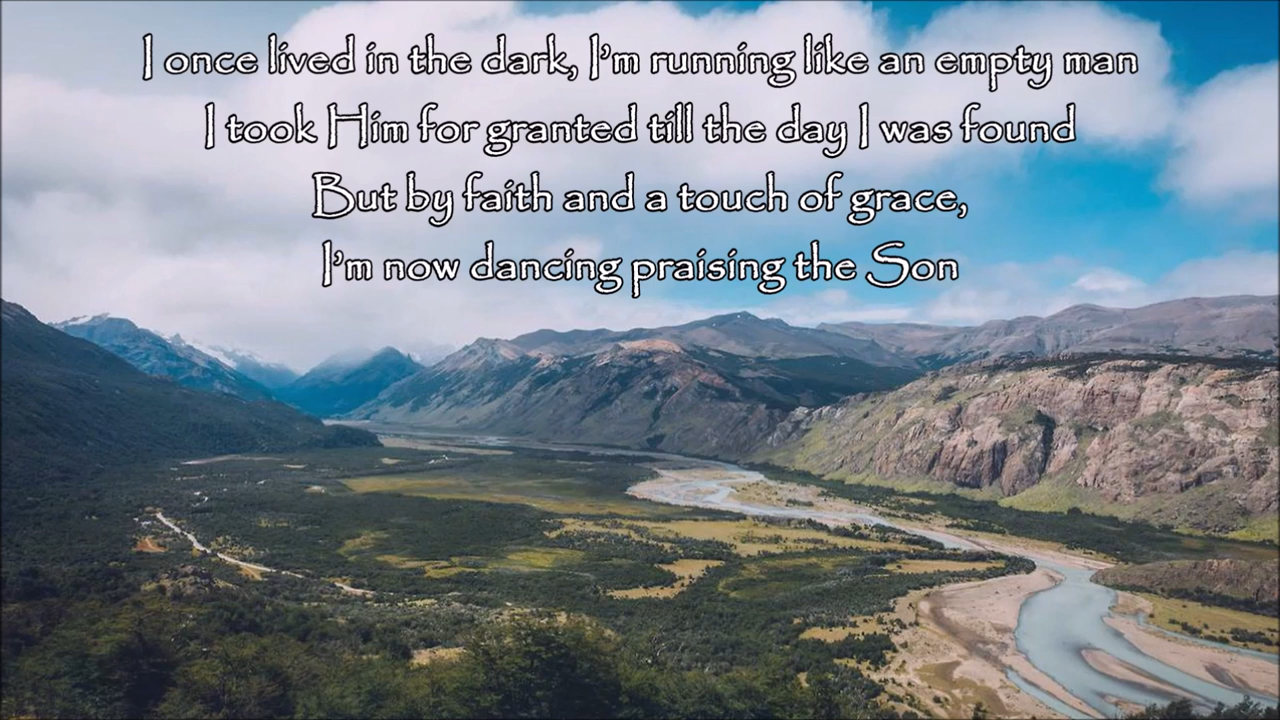 I once lived in the dark, I'm running like an empty man
I took Him for granted till the day I was found
But by faith and a touch of grace,
I'm now dancing praising the Son